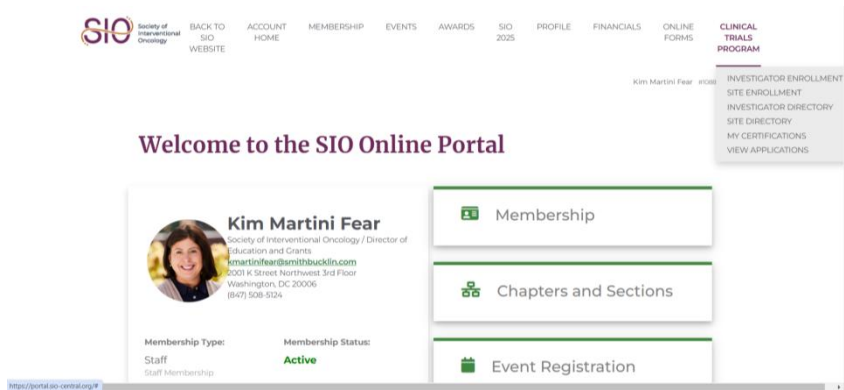 SIO Society of Interventional Oncology
BACK TO SIO WEBSITE
ACCOUNT HOME
MEMBERSHIP
EVENTS
AWARDS
SIO 2025
PROFILE
FINANCIALS
ONLINE FORMS
CLINICAL TRIALS PROGRAM
Kim Martini Fear
INVESTIGATOR ENROLLMENT
SITE ENROLLMENT
INVESTIGATOR DIRECTORY
SITE DIRECTORY
MY CERTIFICATIONS
VIEW APPLICATIONS
Welcome to the SIO Online Portal
Kim Martini Fear
Society of Interventional Oncology / Director of
Education and Grants
kmartinifear@smithbucklin.com
2001 K Street Northwest 3rd Floor
Washington, DC 20006
(847) 508-5124
Membership Type:
Staff
Staff Membership
Membership Status:
Active
Membership
Chapters and Sections
Event Registration
https://portal.sio-central.org/#